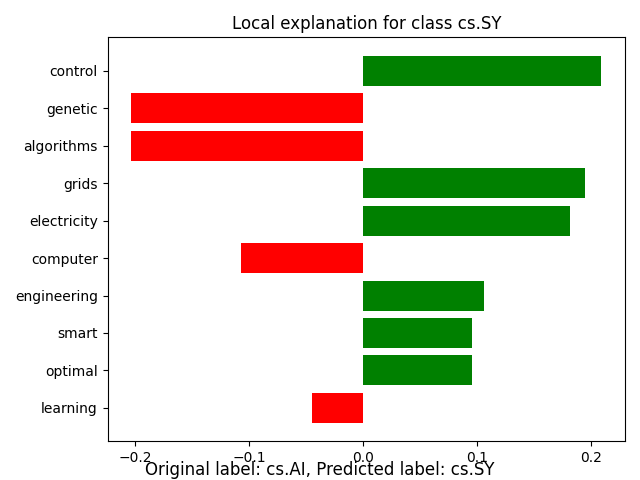 Local explanation for class cs.SY
control
genetic
algorithms
grids
electricity
computer
engineering
smart
optimal
learning
−0.2 −0.1 0.0 0.1 0.2
Original label: cs.AI, Predicted label: cs.SY